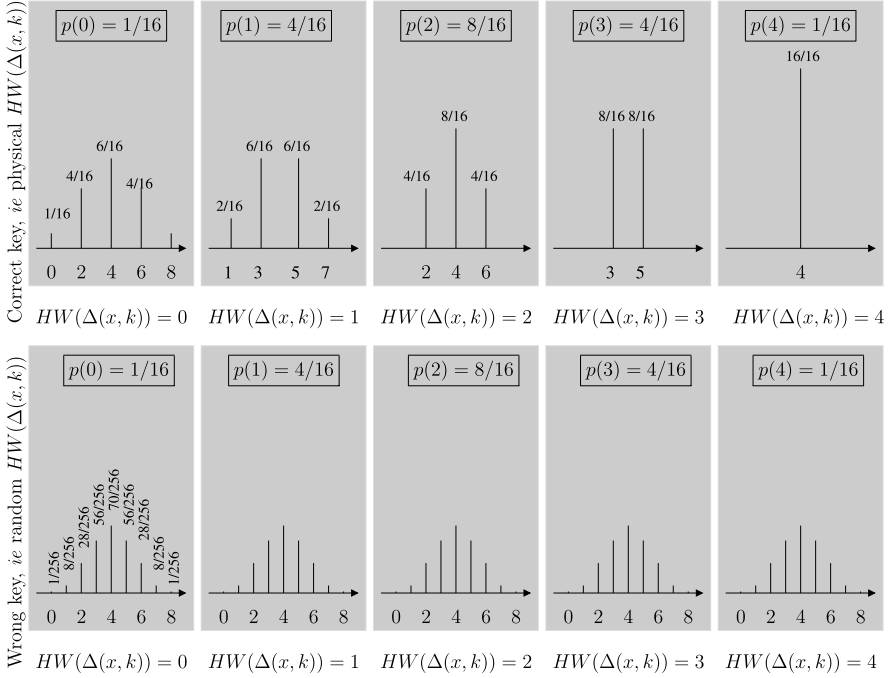 Correct key, ie physical HW(Δ(x, k))
p(0) = 1/16
1/16
4/16
6/16
4/16
0 2 4 6 8
HW(Δ(x, k)) = 0
p(1) = 4/16
2/16
6/16
6/16
2/16
1 3 5 7
HW(Δ(x, k)) = 1
p(2) = 8/16
4/16
8/16
4/16
2 4 6
HW(Δ(x, k)) = 2
p(3) = 4/16
8/16 8/16
3 5
HW(Δ(x, k)) = 3
p(4) = 1/16
16/16
4
HW(Δ(x, k)) = 4
Wrong key, ie random HW(Δ(x, k))
p(0) = 1/16
1/256
8/256
28/256
56/256
70/256
56/256
28/256
8/256
1/256
0 2 4 6 8
HW(Δ(x, k)) = 0
p(1) = 4/16
0 2 4 6 8
HW(Δ(x, k)) = 1
p(2) = 8/16
0 2 4 6 8
HW(Δ(x, k)) = 2
p(3) = 4/16
0 2 4 6 8
HW(Δ(x, k)) = 3
p(4) = 1/16
0 2 4 6 8
HW(Δ(x, k)) = 4